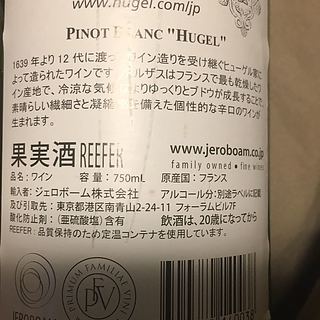 www.hugel.com/jp
PINOT BLANC "HUGEL"
1639年より12代に渡ってワイン造りを受け継ぐヒューゲル家に
よって造られたワインです アルザスはフランスで最も乾燥した
イン産地で、冷涼な気候 よりゆっくりとブドウが成長すること
素晴らしい繊細さと凝縮 を備えた個性的な辛口のワインが
生まれます。
果実酒 REEFER
www.jeroboam.co.jp
family owned • fine wines
品名：ワイン 容量：750mL 原産国：フランス
輸入者：ジェロボーム株式会社 アルコール分：別途ラベルに記載
及び引取先：東京都港区南青山2-24-11 フォーラムビル7F
酸化防止剤：（亜硫酸塩）含有 飲酒は、20歳になってから
REEFER：品質保持のため定温コンテナを使用しています。
PRIMUM FAMILIAE VINI
PFV
JEROBOAM